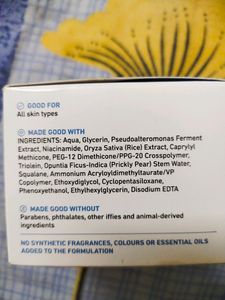 GOOD FOR
All skin types
MADE GOOD WITH
INGREDIENTS: Aqua, Glycerin, Pseudoalteromonas Ferment
Extract, Niacinamide, Oryza Sativa (Rice) Extract, Caprylyl
Methicone, PEG-12 Dimethicone/PPG-20 Crosspolymer,
Triolein, Opuntia Ficus-Indica (Prickly Pear) Stem Water,
Squalane, Ammonium Acryloyldimethyltaurate/VP
Copolymer, Ethoxydiglycol, Cyclopentasiloxane,
Phenoxyethanol, Ethylhexylglycerin, Disodium EDTA
MADE GOOD WITHOUT
Parabens, phthalates, other iffies and animal-derived
ingredients
NO SYNTHETIC FRAGRANCES, COLOURS OR ESSENTIAL OILS
ADDED TO THE FORMULATION